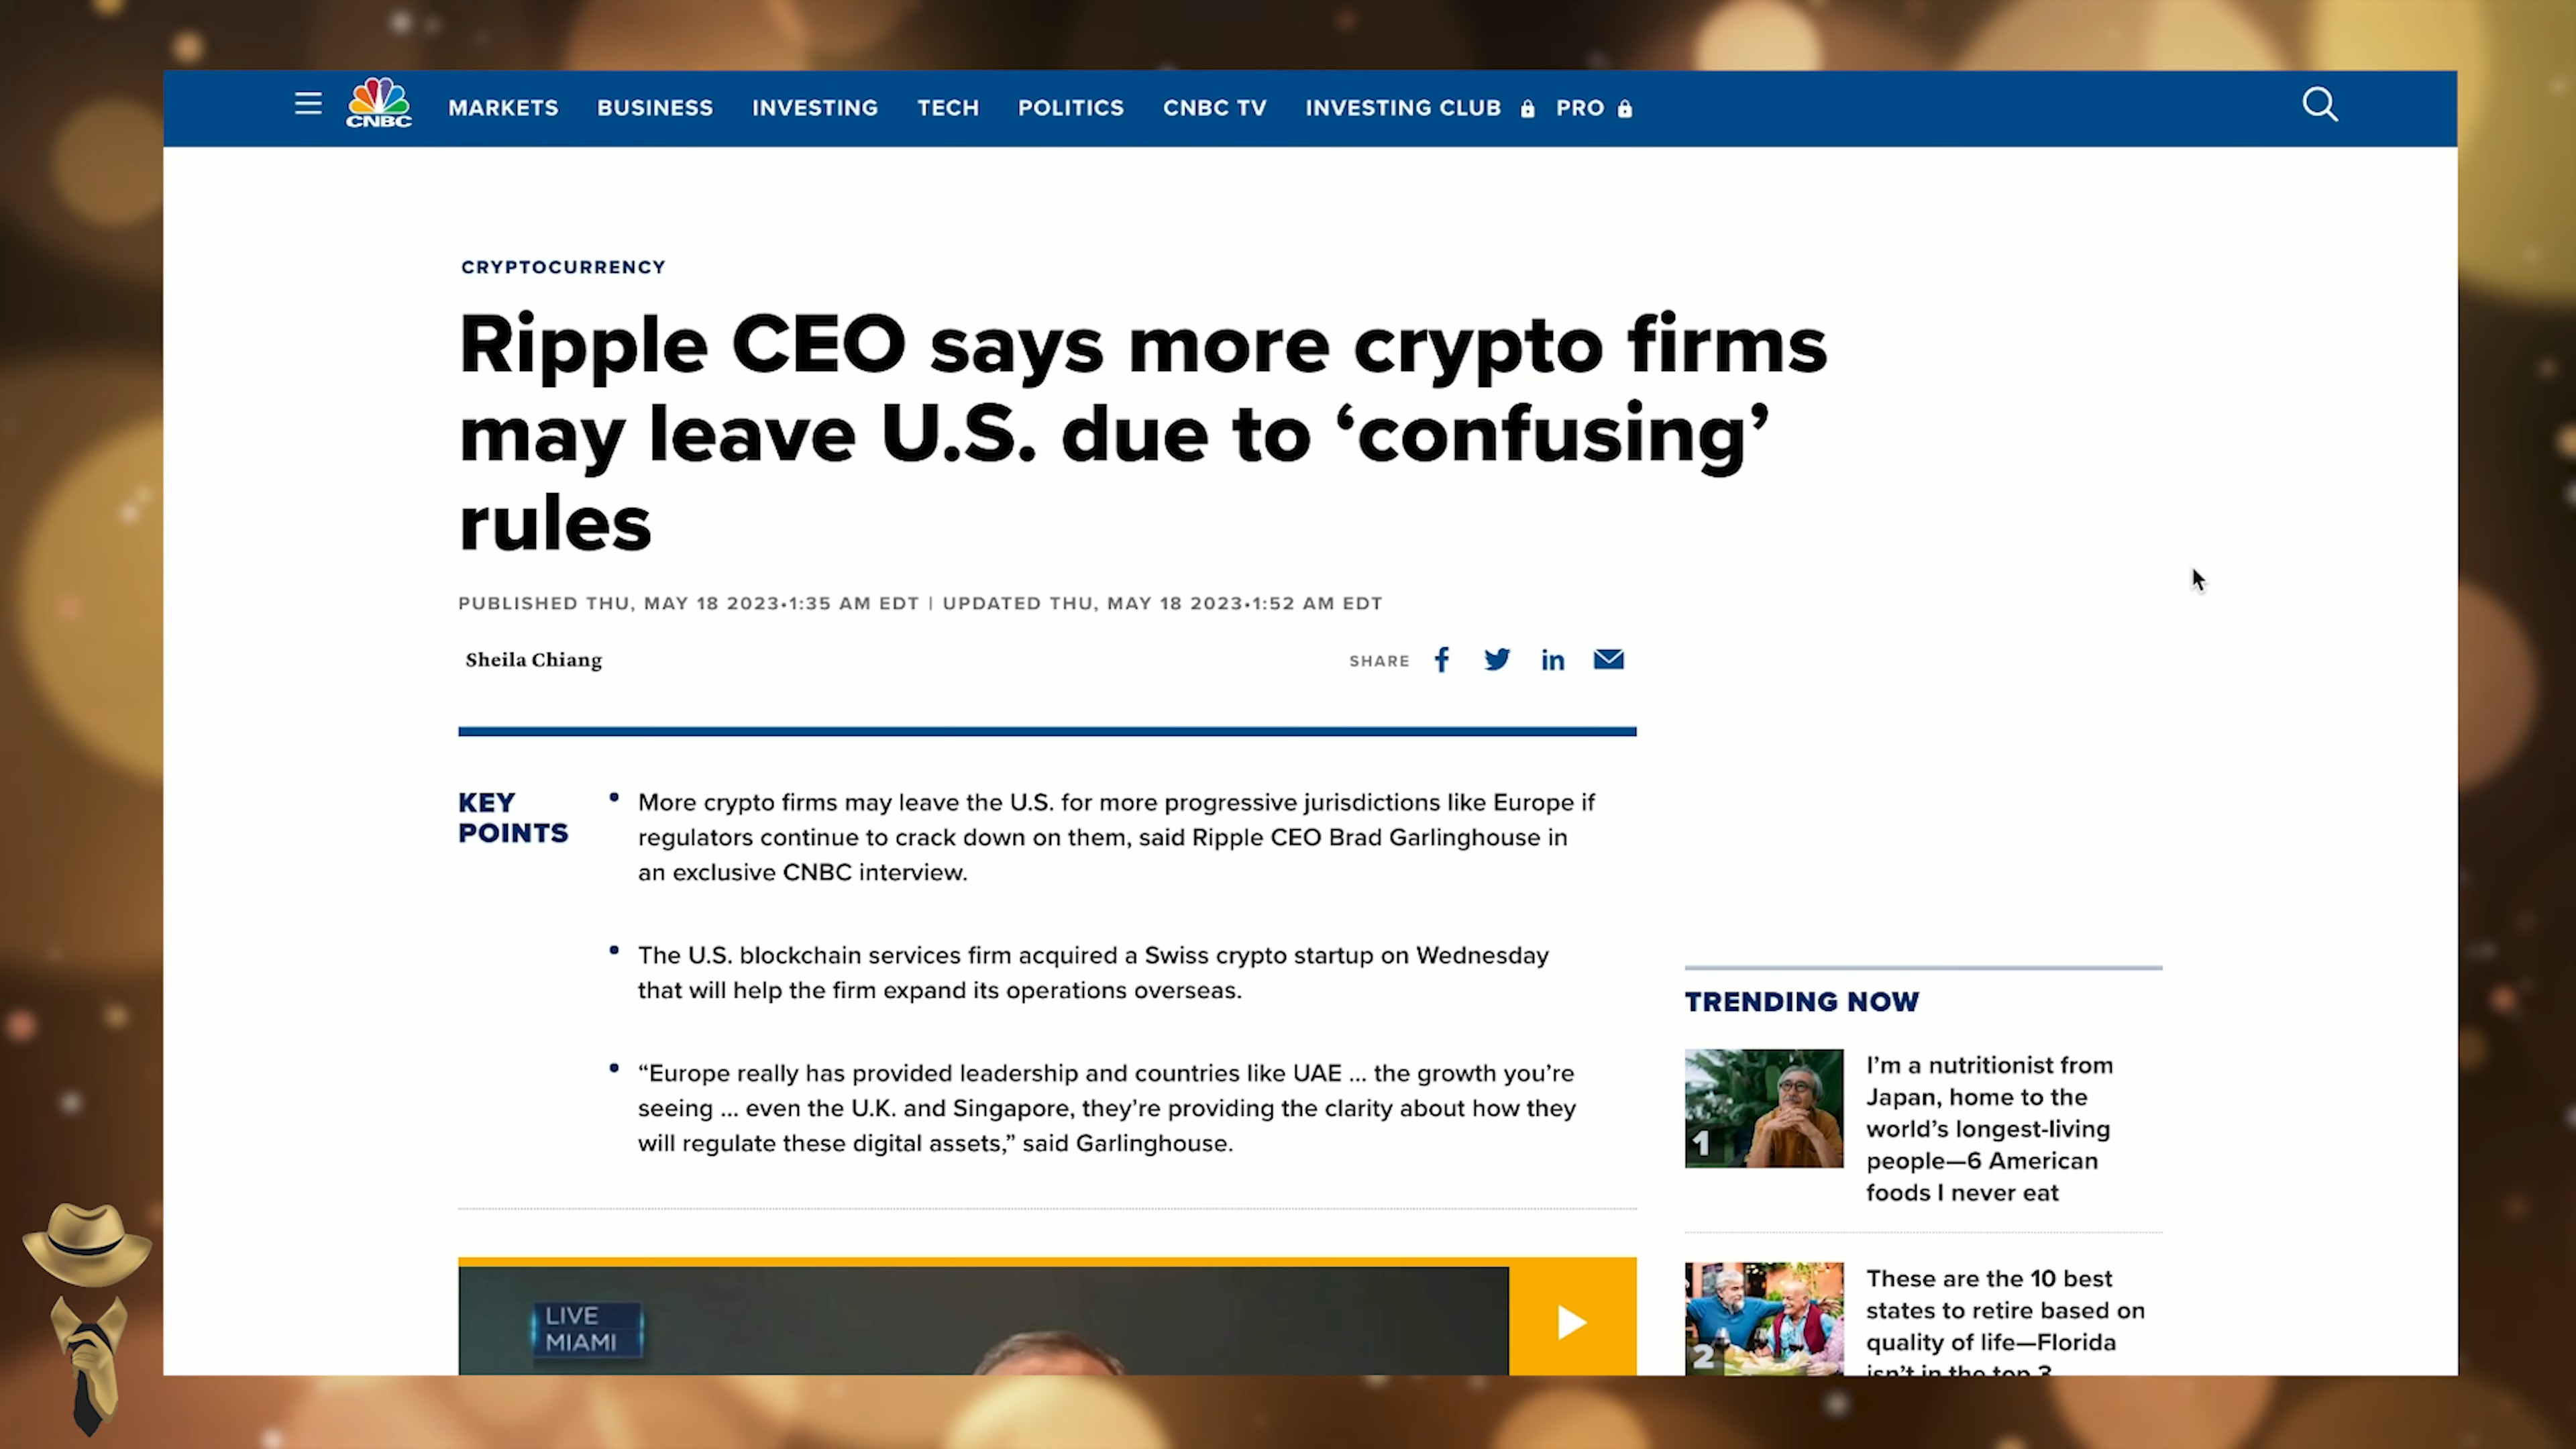 CNBC
MARKETS BUSINESS INVESTING TECH POLITICS CNBC TV INVESTING CLUB PRO
CRYPTOCURRENCY
Ripple CEO says more crypto firms
may leave U.S. due to ‘confusing’
rules
PUBLISHED THU, MAY 18 2023•1:35 AM EDT | UPDATED THU, MAY 18 2023•1:52 AM EDT
Sheila Chiang
SHARE
KEY
POINTS
• More crypto firms may leave the U.S. for more progressive jurisdictions like Europe if
regulators continue to crack down on them, said Ripple CEO Brad Garlinghouse in
an exclusive CNBC interview.
• The U.S. blockchain services firm acquired a Swiss crypto startup on Wednesday
that will help the firm expand its operations overseas.
• “Europe really has provided leadership and countries like UAE ... the growth you’re
seeing ... even the U.K. and Singapore, they’re providing the clarity about how they
will regulate these digital assets,” said Garlinghouse.
LIVE
MIAMI
TRENDING NOW
1
I’m a nutritionist from
Japan, home to the
world’s longest-living
people—6 American
foods I never eat
2
These are the 10 best
states to retire based on
quality of life—Florida
isn’t in the top 3